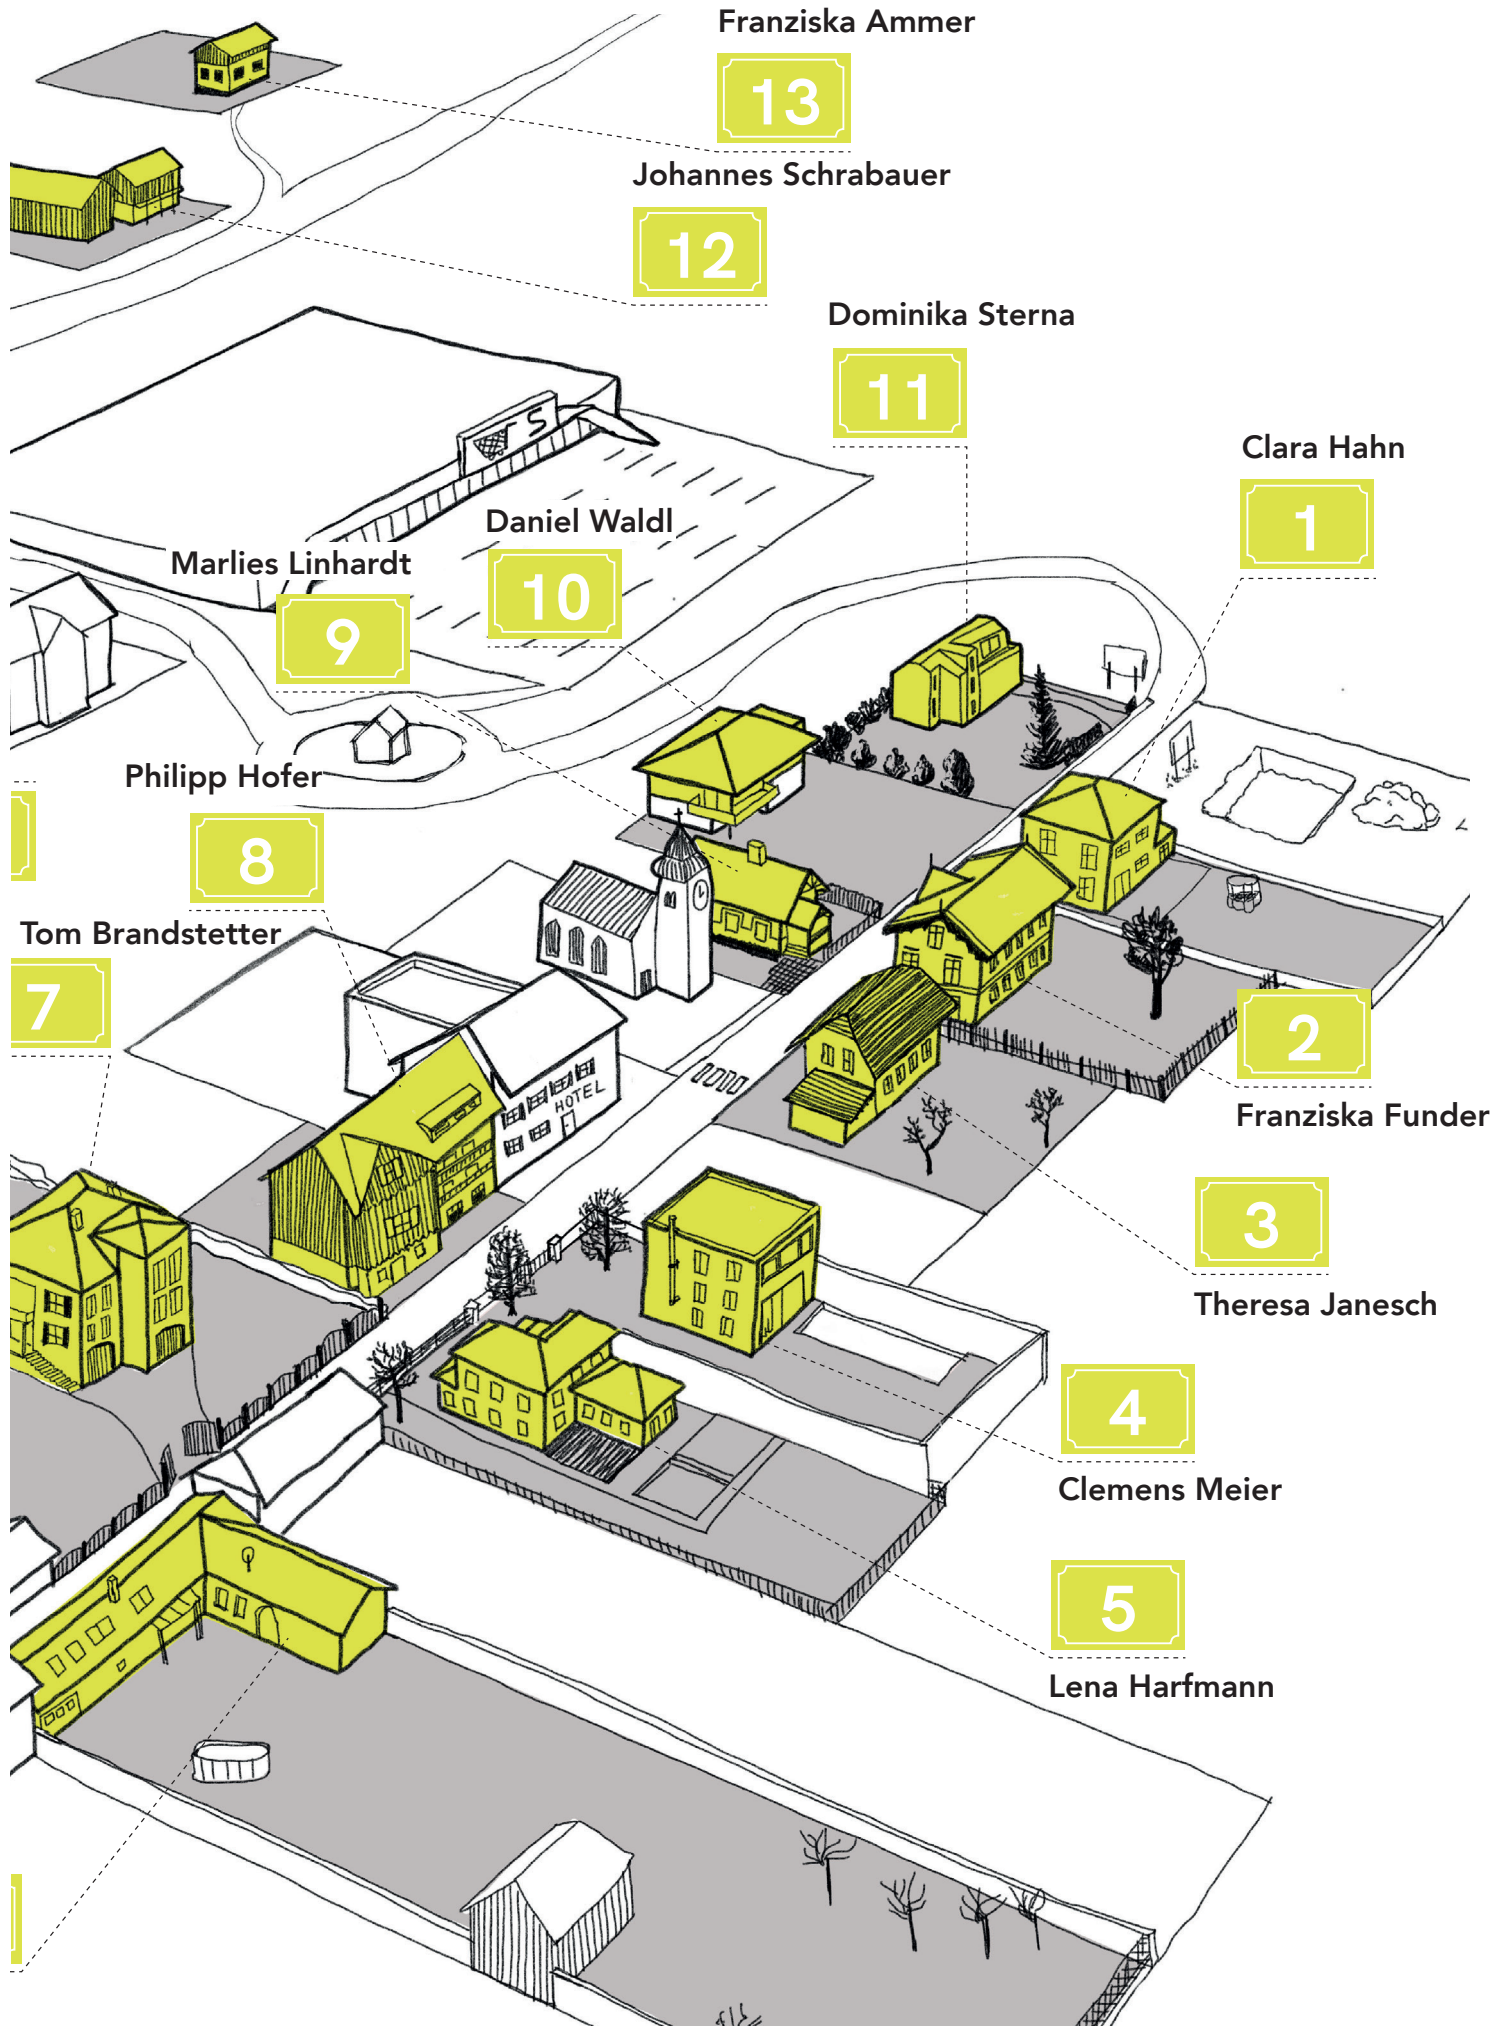 Franziska Ammer
13
Johannes Schrabauer
12
Dominika Sterna
11
Clara Hahn
1
Daniel Waldl
10
S
Marlies Linhardt
9
Philipp Hofer
8
Tom Brandstetter
7
HOTEL
2
Franziska Funder
3
Theresa Janesch
4
Clemens Meier
5
Lena Harfmann